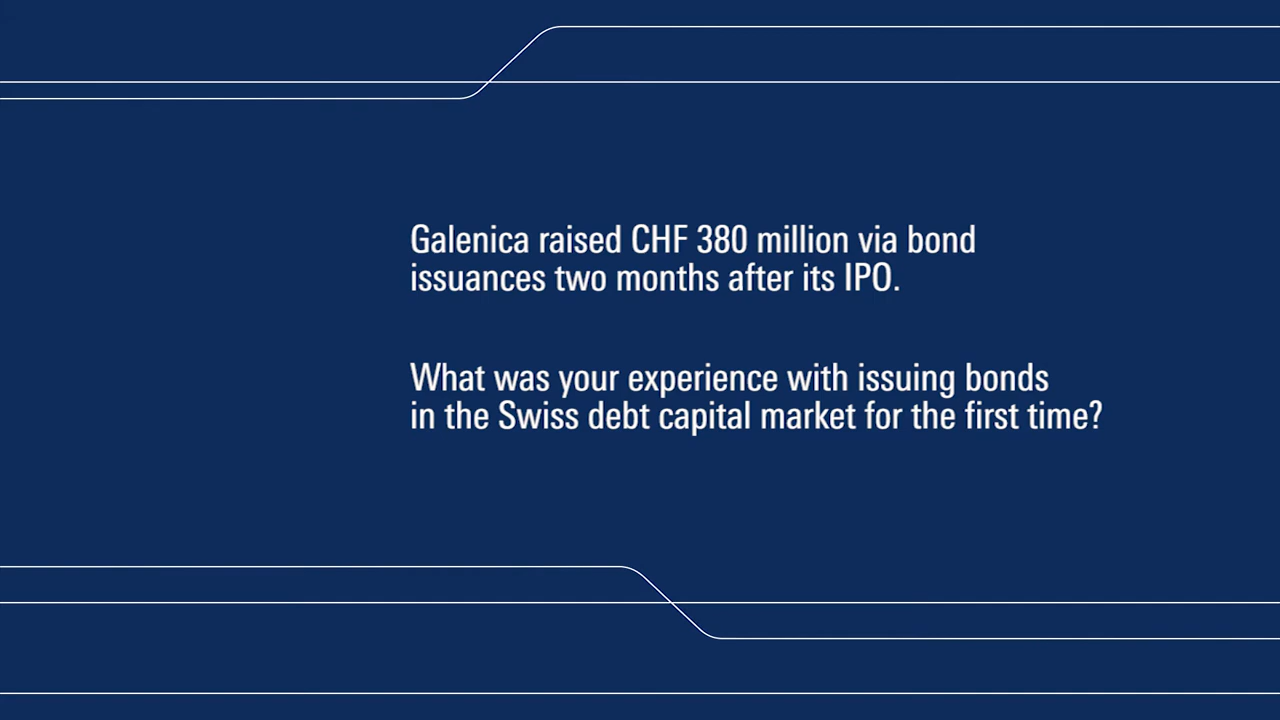 Galenica raised CHF 380 million via bond
issuances two months after its IPO.
What was your experience with issuing bonds
in the Swiss debt capital market for the first time?